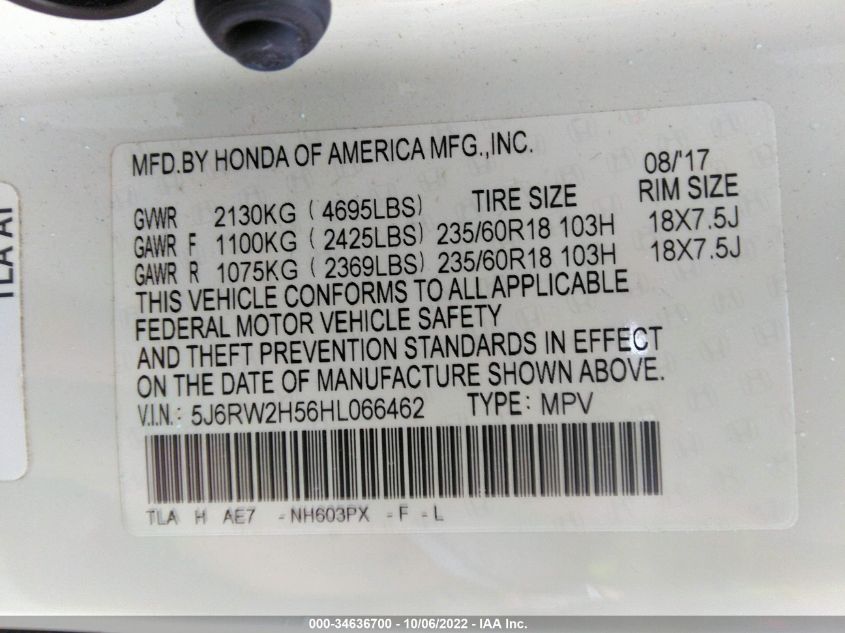 MFD.BY HONDA OF AMERICA MFG.,INC. 08/'17
GVWR 2130KG (4695LBS) TIRE SIZE RIM SIZE
GAWR F 1100KG (2425LBS) 235/60R18 103H 18X7.5J
GAWR R 1075KG (2369LBS) 235/60R18 103H 18X7.5J
THIS VEHICLE CONFORMS TO ALL APPLICABLE
FEDERAL MOTOR VEHICLE SAFETY
AND THEFT PREVENTION STANDARDS IN EFFECT
ON THE DATE OF MANUFACTURE SHOWN ABOVE.
V.I.N.: 5J6RW2H56HL066462 TYPE: MPV
TLA H AE7 -NH603PX -F -L
TLA A1
000-34636700 - 10/06/2022 - IAA Inc.